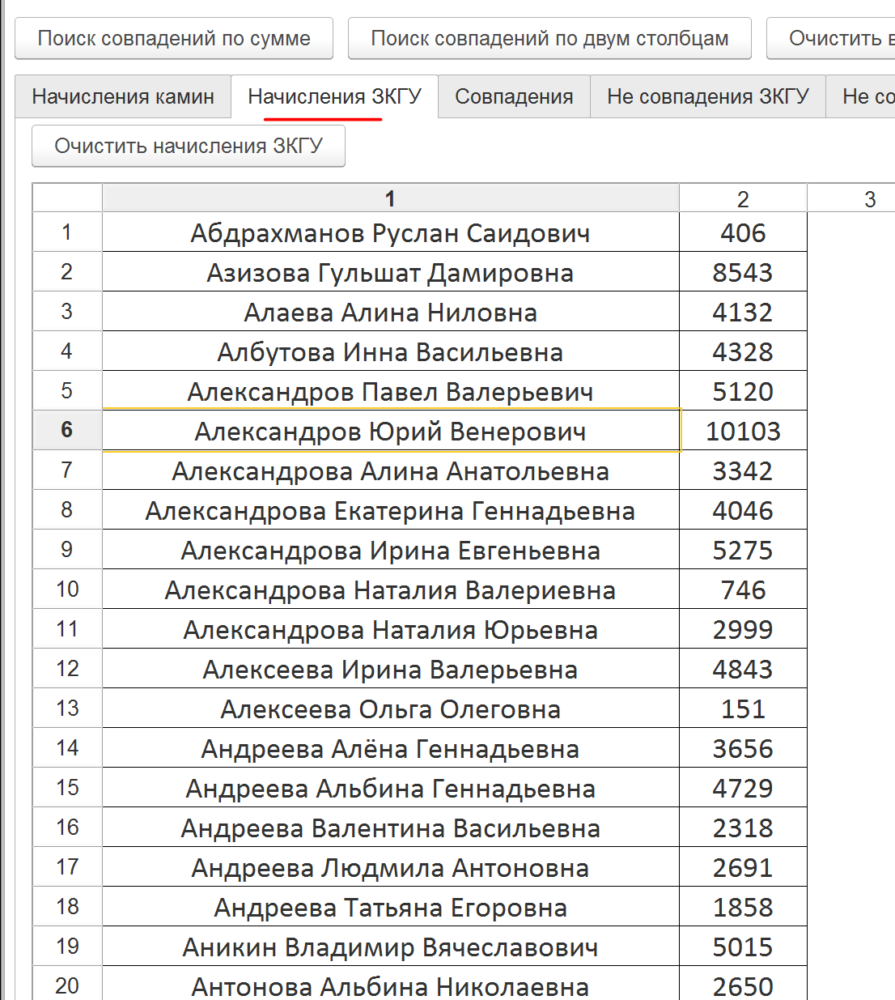 Поиск совпадений по сумме Поиск совпадений по двум столбцам Очистить в
Начисления камин Начисления ЗКГУ Совпадения Не совпадения ЗКГУ Не со
Очистить начисления ЗКГУ
1 2 3
1 Абдрахманов Руслан Саидович 406
2 Азизова Гульшат Дамировна 8543
3 Алаева Алина Ниловна 4132
4 Албутова Инна Васильевна 4328
5 Александров Павел Валерьевич 5120
6 Александров Юрий Венерович 10103
7 Александрова Алина Анатольевна 3342
8 Александрова Екатерина Геннадьевна 4046
9 Александрова Ирина Евгеньевна 5275
10 Александрова Наталия Валериевна 746
11 Александрова Наталия Юрьевна 2999
12 Алексеева Ирина Валерьевна 4843
13 Алексеева Ольга Олеговна 151
14 Андреева Алёна Геннадьевна 3656
15 Андреева Альбина Геннадьевна 4729
16 Андреева Валентина Васильевна 2318
17 Андреева Людмила Антоновна 2691
18 Андреева Татьяна Егоровна 1858
19 Аникин Владимир Вячеславович 5015
20 Антонова Альбина Николаевна 2650